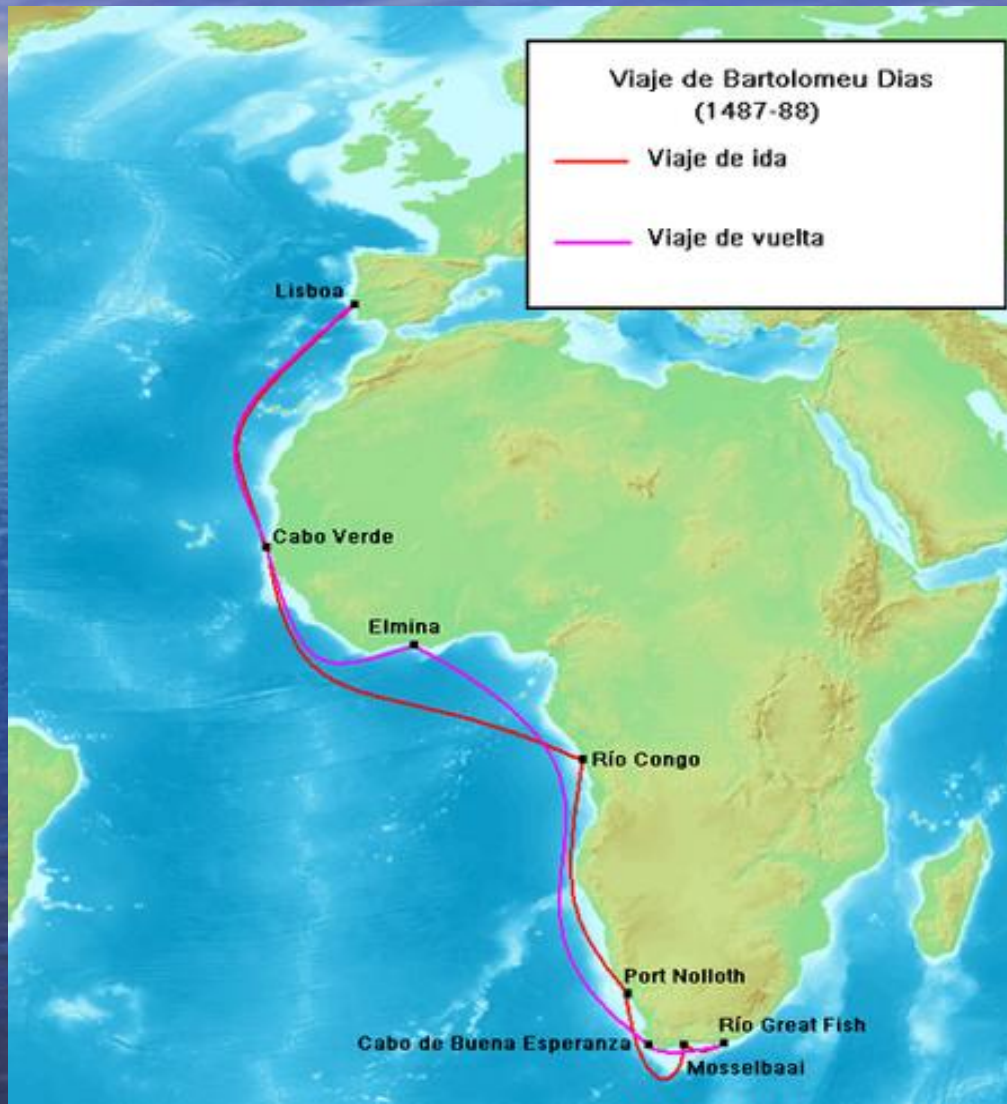 Viaje de Bartolomeu Dias
(1487-88)
Viaje de ida
Viaje de vuelta
Lisboa
Cabo Verde
Elmina
Río Congo
Port Nolloth
Río Great Fish
Cabo de Buena Esperanza
Mosselbaai